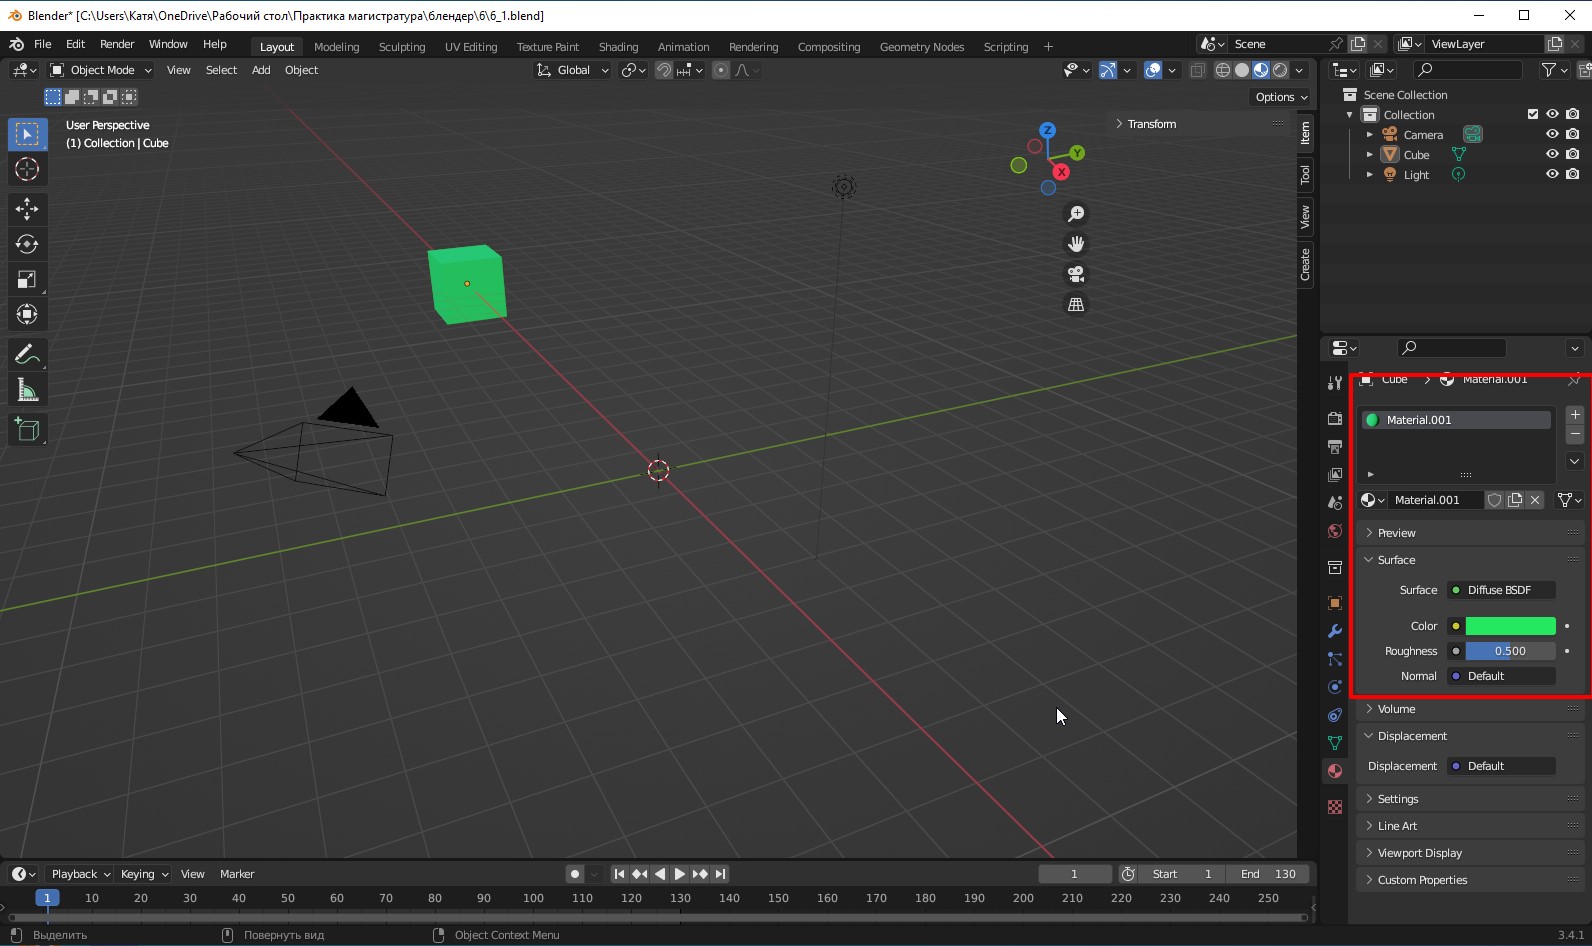 Blender* [C:\Users\Катя\OneDrive\Рабочий стол\Практика магистратура\блендер\6\6_1.blend]
File Edit Render Window Help Layout Modeling Sculpting UV Editing Texture Paint Shading Animation Rendering Compositing Geometry Nodes Scripting + Scene ViewLayer
Object Mode View Select Add Object Global
Options
User Perspective
(1) Collection | Cube
Transform
Z
Y
X
Item
Tool
View
Create
Scene Collection
Collection
Camera
Cube
Light
Cube > Material.001
Material.001
Material.001
Preview
Surface
Surface Diffuse BSDF
Color
Roughness 0.500
Normal Default
Volume
Displacement
Displacement Default
Settings
Line Art
Viewport Display
Custom Properties
Playback Keying View Marker 1 Start 1 End 130
1 10 20 30 40 50 60 70 80 90 100 110 120 130 140 150 160 170 180 190 200 210 220 230 240 250
Выделить Повернуть вид Object Context Menu 3.4.1